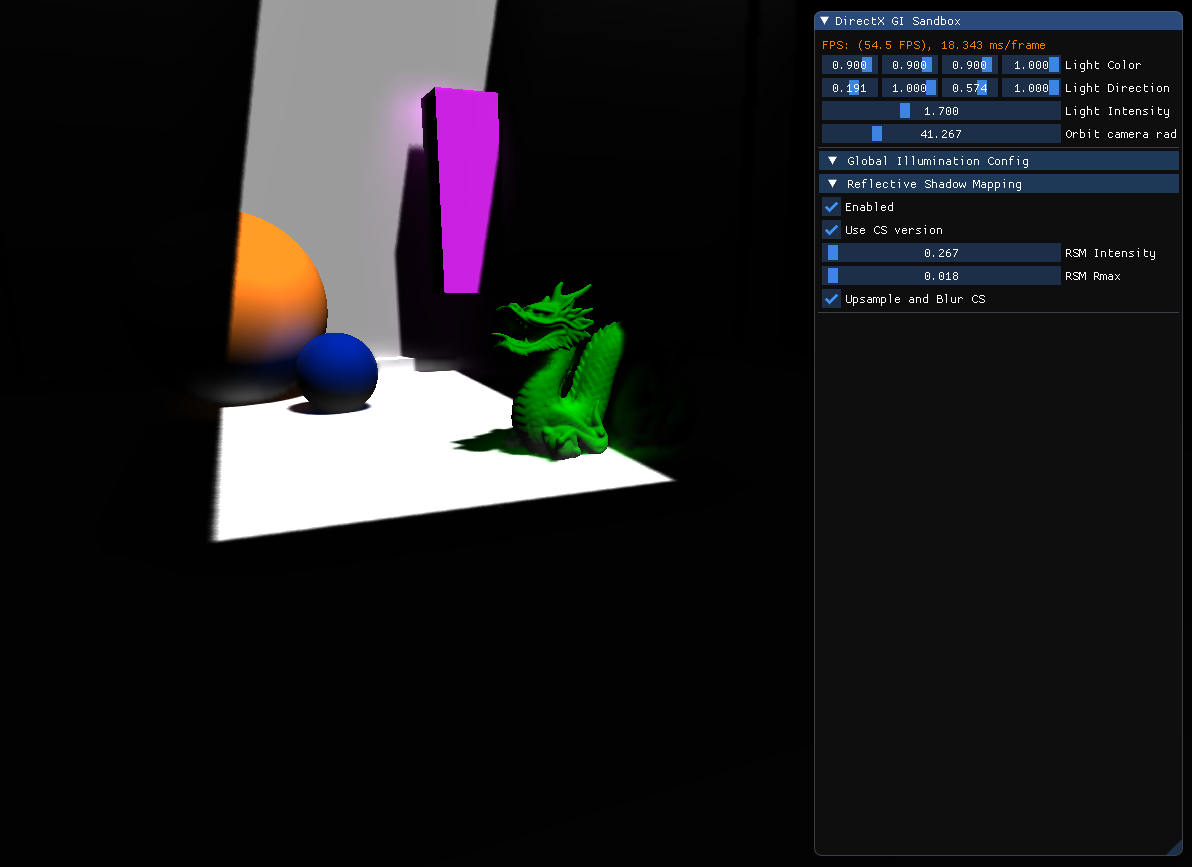 DirectX GI Sandbox
FPS: (54.5 FPS), 18.343 ms/frame
0.900 0.900 0.900 1.000 Light Color
0.191 1.000 0.574 1.000 Light Direction
1.700 Light Intensity
41.267 Orbit camera rad
Global Illumination Config
Reflective Shadow Mapping
Enabled
Use CS version
0.267 RSM Intensity
0.018 RSM Rmax
Upsample and Blur CS